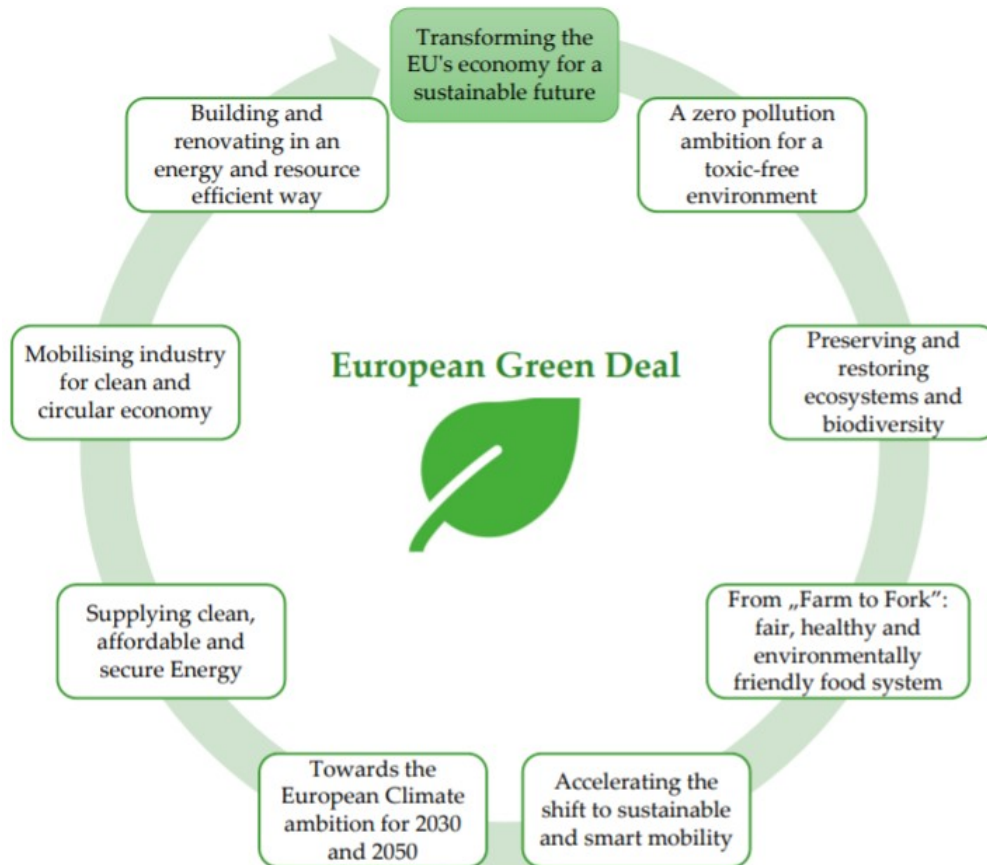 Transforming the
EU's economy for a
sustainable future
A zero pollution
ambition for a
toxic-free
environment
Preserving and
restoring
ecosystems and
biodiversity
From „Farm to Fork”:
fair, healthy and
environmentally
friendly food system
Accelerating the
shift to sustainable
and smart mobility
Towards the
European Climate
ambition for 2030
and 2050
Supplying clean,
affordable and
secure Energy
Mobilising industry
for clean and
circular economy
Building and
renovating in an
energy and resource
efficient way
European Green Deal